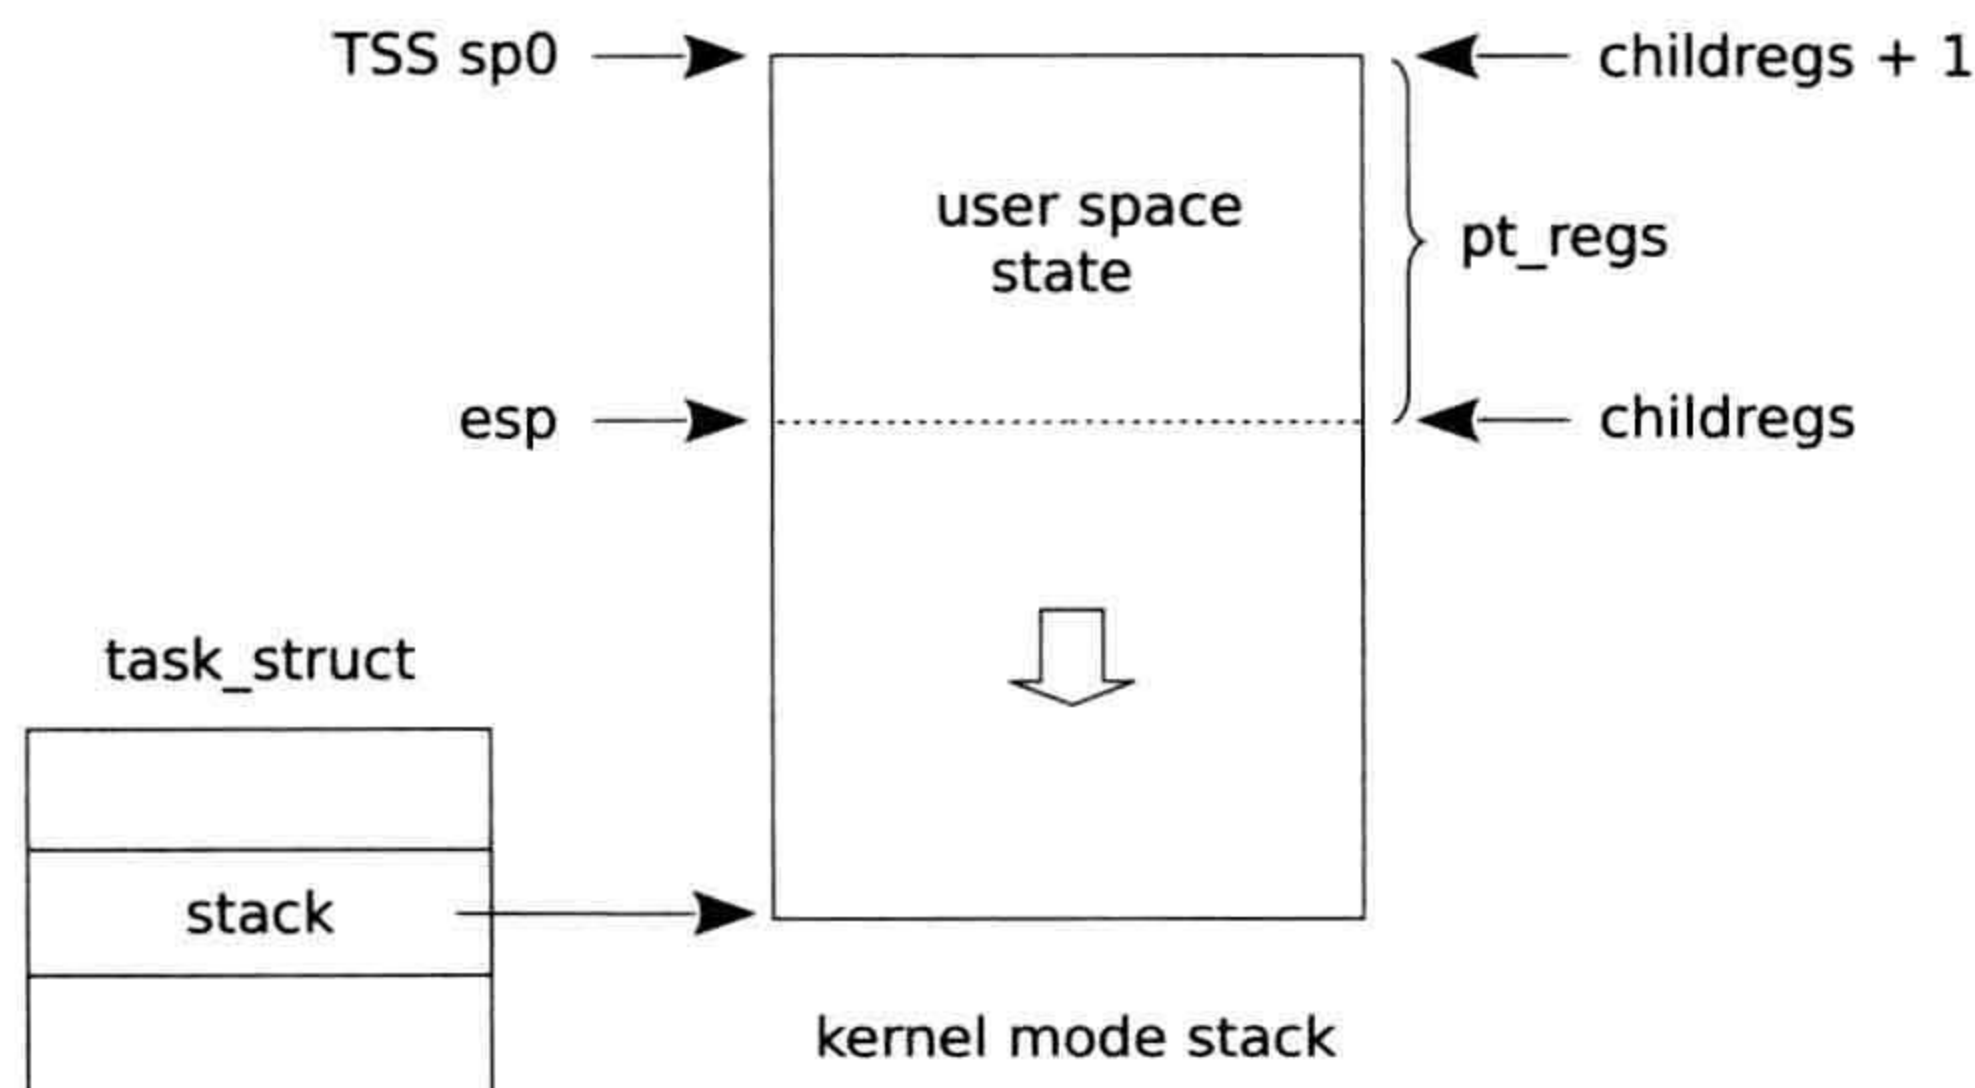 TSS sp0
childregs + 1
user space
state
pt_regs
esp
childregs
task_struct
stack
kernel mode stack